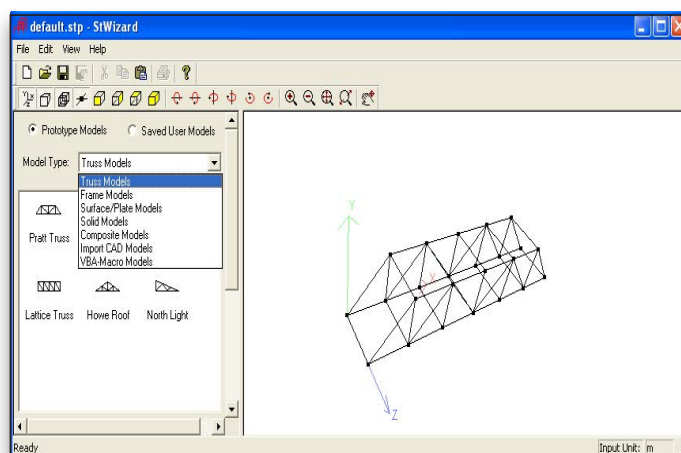 default.stp - StWizard
File Edit View Help
Prototype Models Saved User Models
Model Type: Truss Models
Truss Models
Frame Models
Surface/Plate Models
Solid Models
Composite Models
Import CAD Models
VBA-Macro Models
Pratt Truss
Lattice Truss Howe Roof North Light
Y
X
Z
Ready Input Unit: m